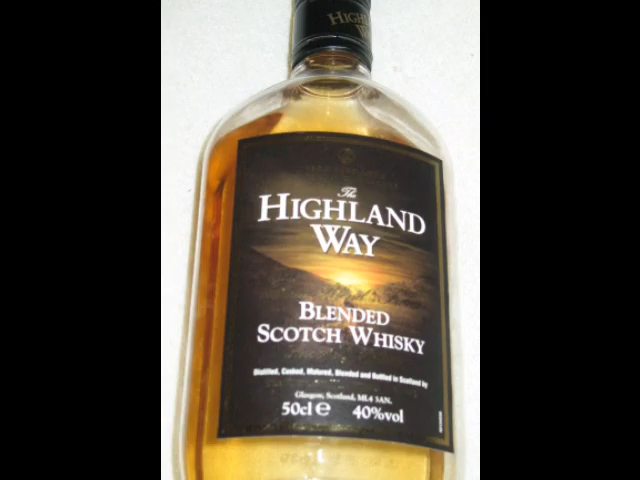 HIGHLAND
The
HIGHLAND
WAY
BLENDED
SCOTCH WHISKY
Distilled, Casked, Matured, Blended and Bottled in Scotland by
Glasgow, Scotland, ML4 3AN.
50cl e 40%vol